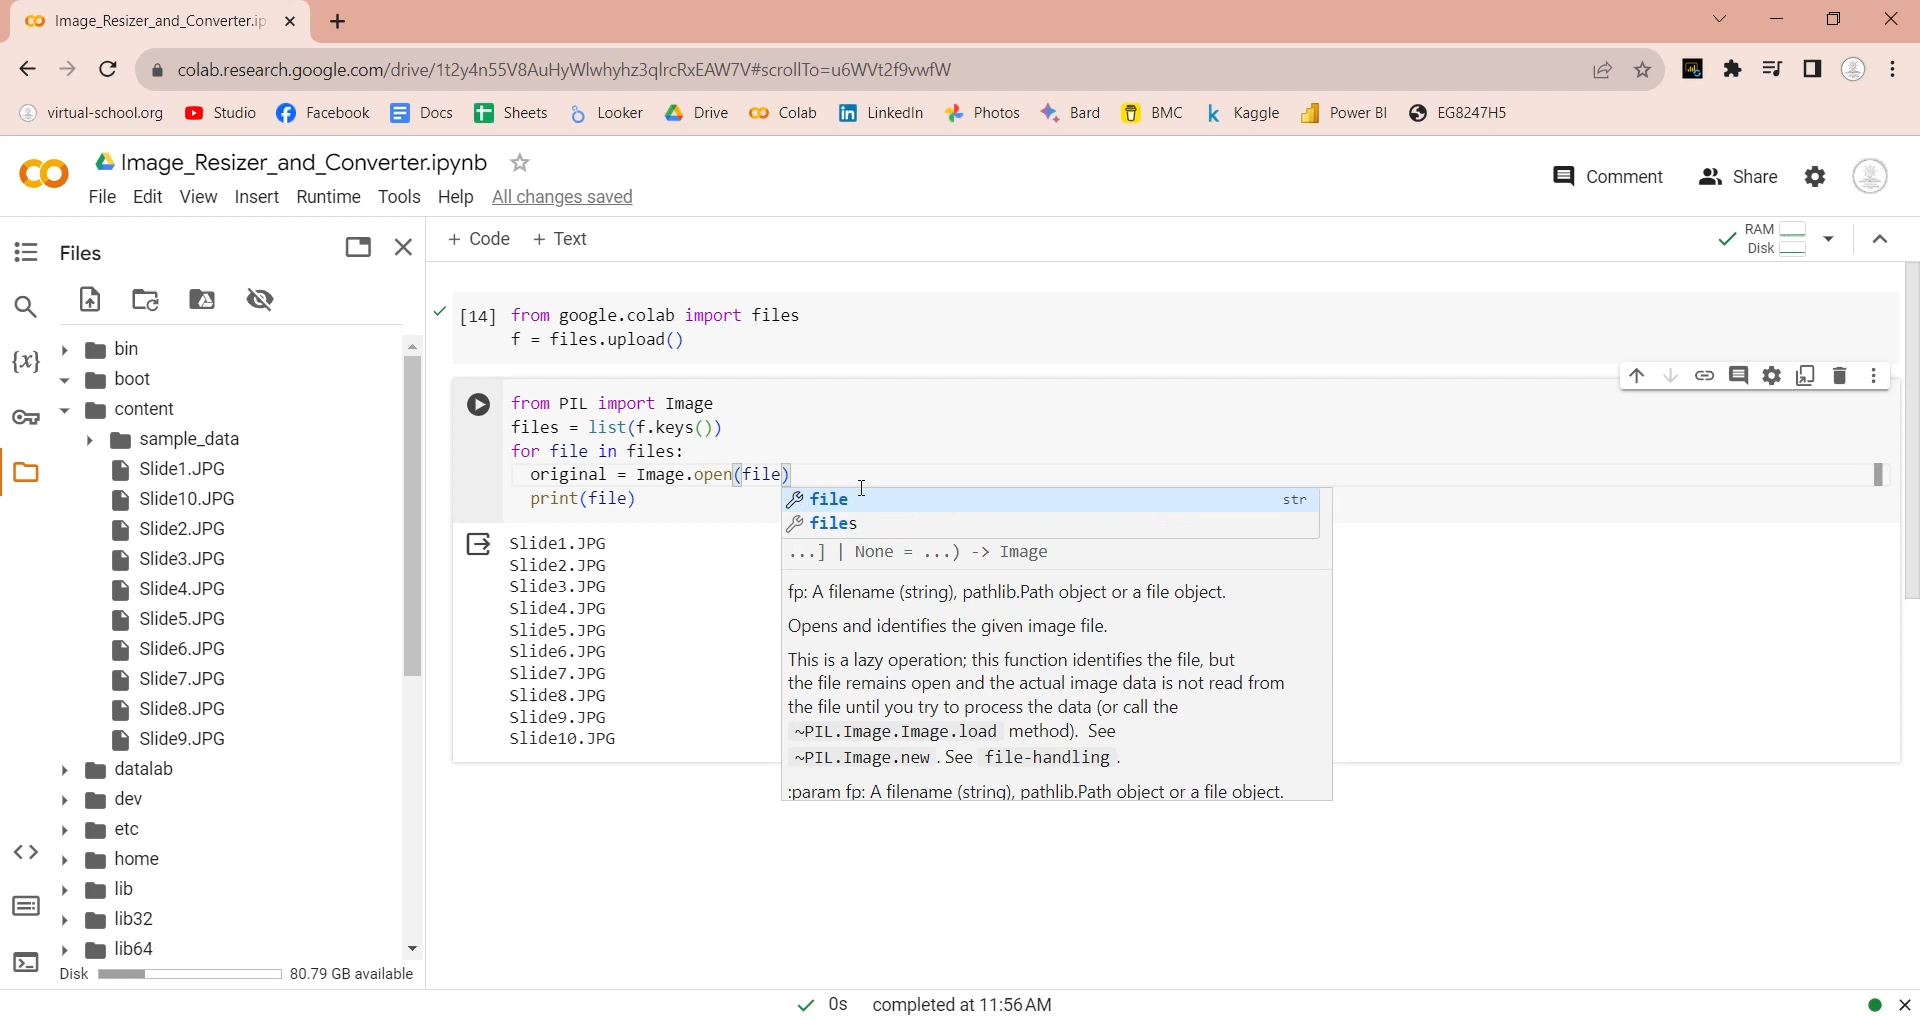 Image_Resizer_and_Converter.ip
colab.research.google.com/drive/1t2y4n55V8AuHyWlwhyhz3qlrcRxEAW7V#scrollTo=u6WVt2f9vwfW
virtual-school.org Studio Facebook Docs Sheets Looker Drive Colab LinkedIn Photos Bard BMC Kaggle Power BI EG8247H5
Image_Resizer_and_Converter.ipynb
File Edit View Insert Runtime Tools Help All changes saved
Comment Share
Files
+ Code + Text
RAM
Disk
bin
boot
content
sample_data
Slide1.JPG
Slide10.JPG
Slide2.JPG
Slide3.JPG
Slide4.JPG
Slide5.JPG
Slide6.JPG
Slide7.JPG
Slide8.JPG
Slide9.JPG
datalab
dev
etc
home
lib
lib32
lib64
Disk 80.79 GB available
[14] from google.colab import files
f = files.upload()
from PIL import Image
files = list(f.keys())
for file in files:
original = Image.open(file)
print(file)
file str
files
...] | None = ...) -> Image
fp: A filename (string), pathlib.Path object or a file object.
Opens and identifies the given image file.
This is a lazy operation; this function identifies the file, but
the file remains open and the actual image data is not read from
the file until you try to process the data (or call the
~PIL.Image.Image.load method). See
~PIL.Image.new . See file-handling .
:param fp: A filename (string), pathlib.Path object or a file object.
Slide1.JPG
Slide2.JPG
Slide3.JPG
Slide4.JPG
Slide5.JPG
Slide6.JPG
Slide7.JPG
Slide8.JPG
Slide9.JPG
Slide10.JPG
0s completed at 11:56 AM